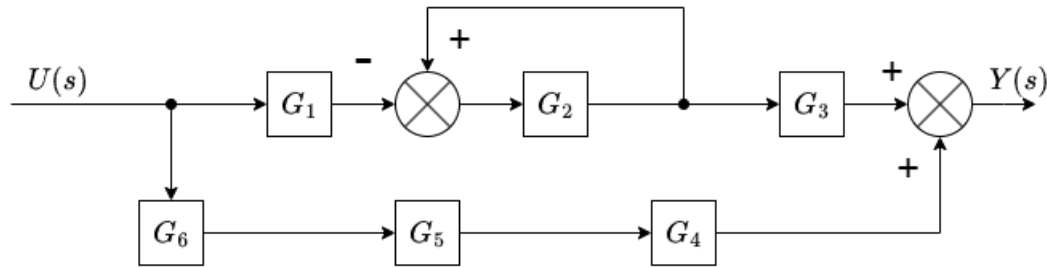 +
U(s) - + Y(s)
G₁ G₂ G₃
+
G₆ G₅ G₄